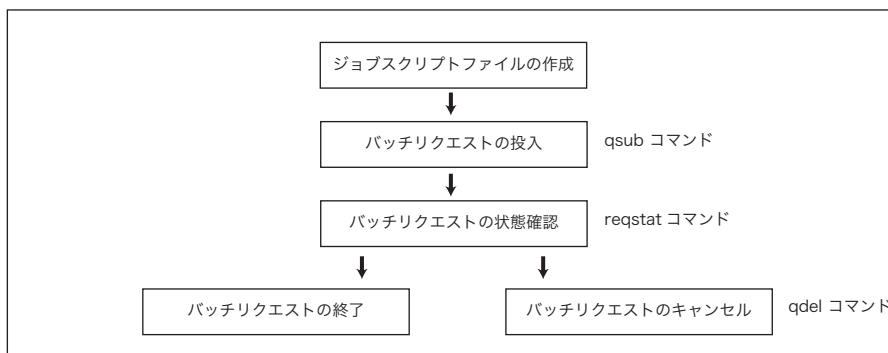 ジョブスクリプトファイルの作成
バッチリクエストの投入
qsub コマンド
バッチリクエストの状態確認
reqstat コマンド
バッチリクエストの終了
バッチリクエストのキャンセル
qdel コマンド